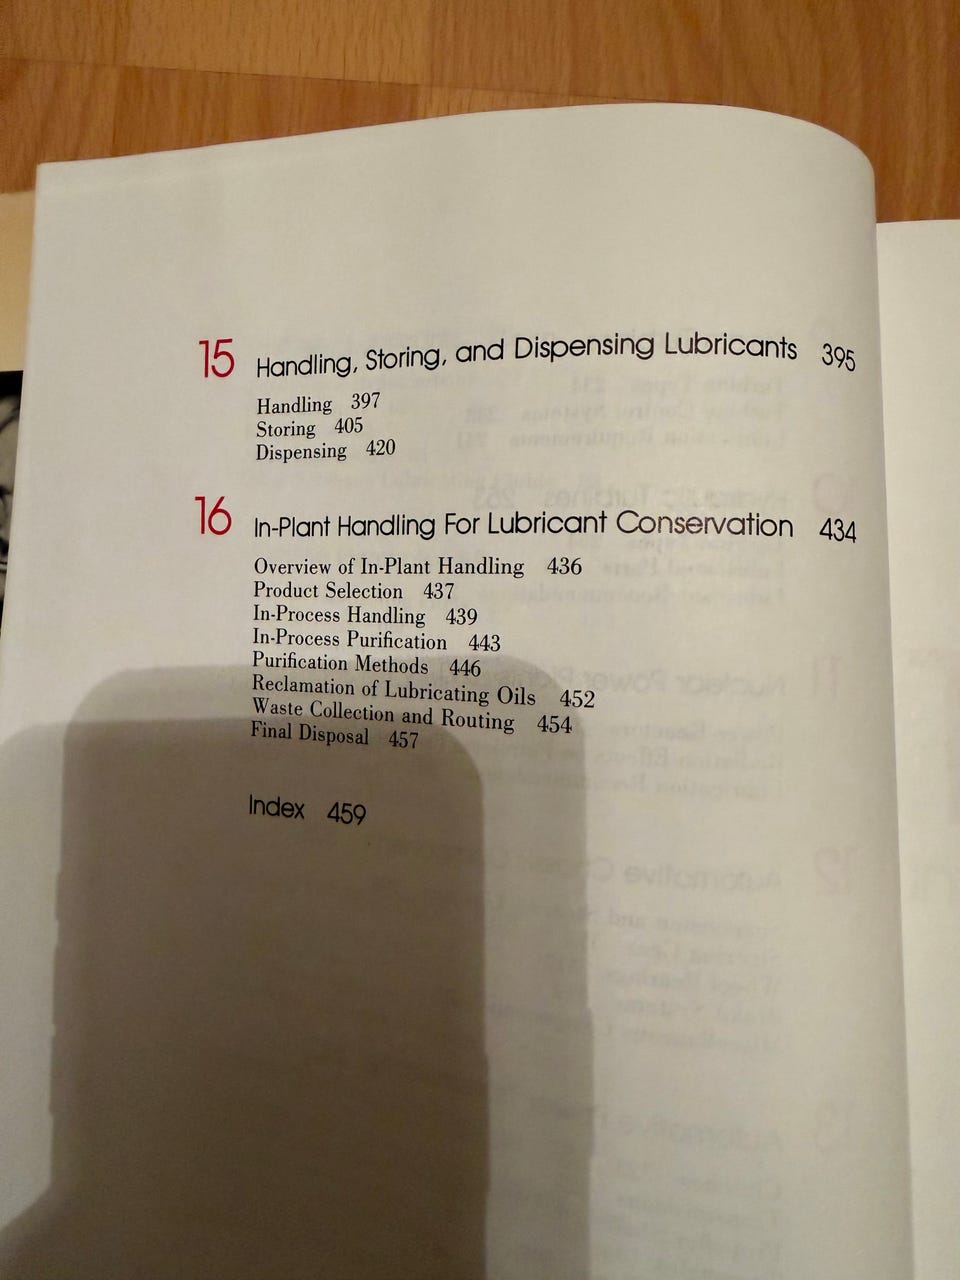 15 Handling, Storing, and Dispensing Lubricants 395
Handling 397
Storing 405
Dispensing 420
16 In-Plant Handling For Lubricant Conservation 434
Overview of In-Plant Handling 436
Product Selection 437
In-Process Handling 439
In-Process Purification 443
Purification Methods 446
Reclamation of Lubricating Oils 452
Waste Collection and Routing 454
Final Disposal 457
Index 459